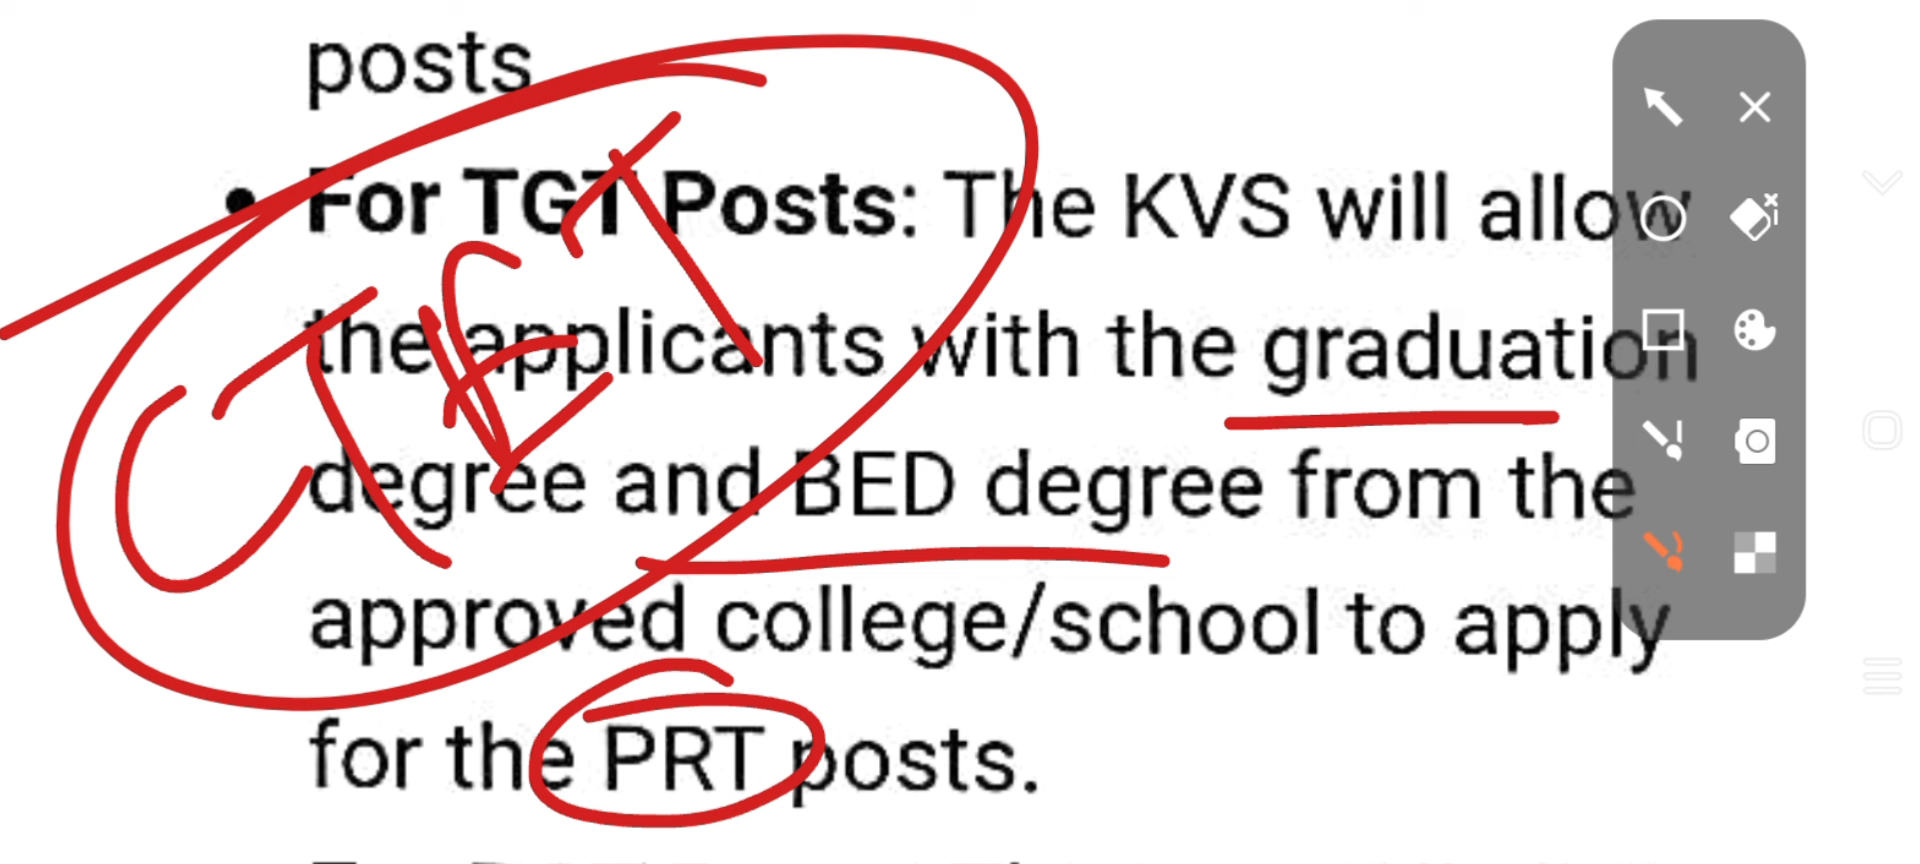 posts
• For TGT Posts: The KVS will allow
the applicants with the graduation
degree and BED degree from the
approved college/school to apply
for the PRT posts.
CTET